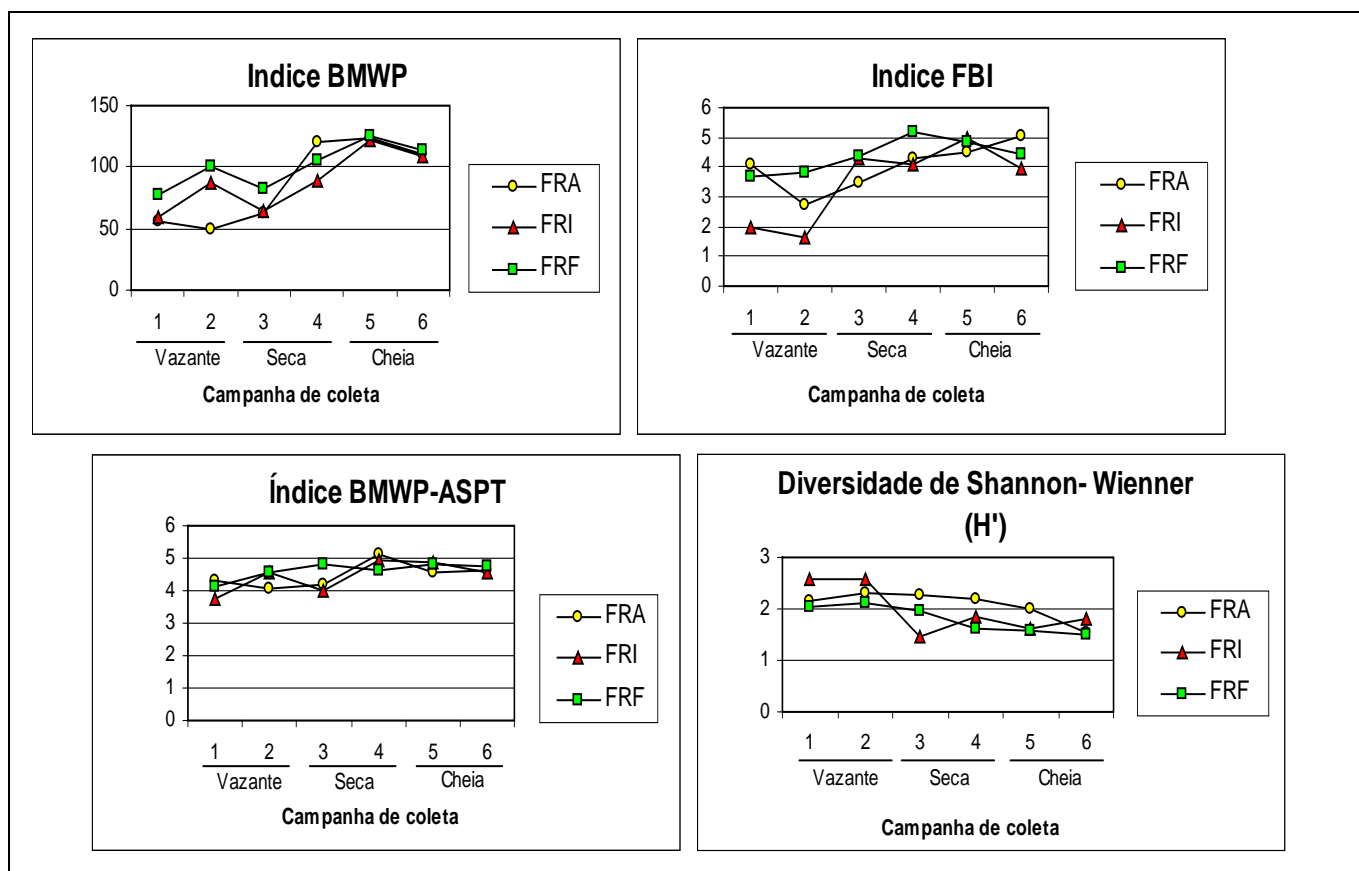 Indice BMWP
150
100
50
0
1 2 3 4 5 6
Vazante Seca Cheia
Campanha de coleta
FRA
FRI
FRF
Indice FBI
6
5
4
3
2
1
0
1 2 3 4 5 6
Vazante Seca Cheia
Campanha de coleta
FRA
FRI
FRF
Índice BMWP-ASPT
6
5
4
3
2
1
0
1 2 3 4 5 6
Vazante Seca Cheia
Campanha de coleta
FRA
FRI
FRF
Diversidade de Shannon- Wienner
(H')
3
2
1
0
1 2 3 4 5 6
Vazante Seca Cheia
Campanha de coleta
FRA
FRI
FRF